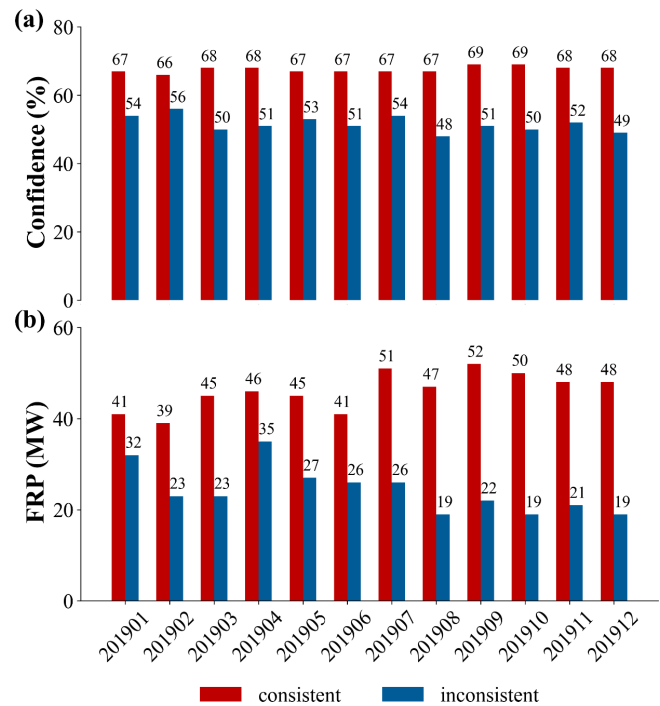 (a)
80
60
40
20
0
Confidence (%)
67 66 68 68 67 67 67 67 69 69 68 68
54 56 50 51 53 51 54 48 51 50 52 49
(b)
60
40
20
0
FRP (MW)
41 39 45 46 45 41 51 47 52 50 48 48
32 23 23 35 27 26 26 19 22 19 21 19
201901 201902 201903 201904 201905 201906 201907 201908 201909 201910 201911 201912
consistent inconsistent